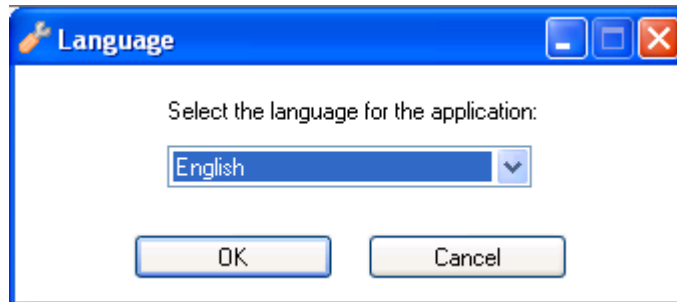 Language
Select the language for the application:
English
OK
Cancel